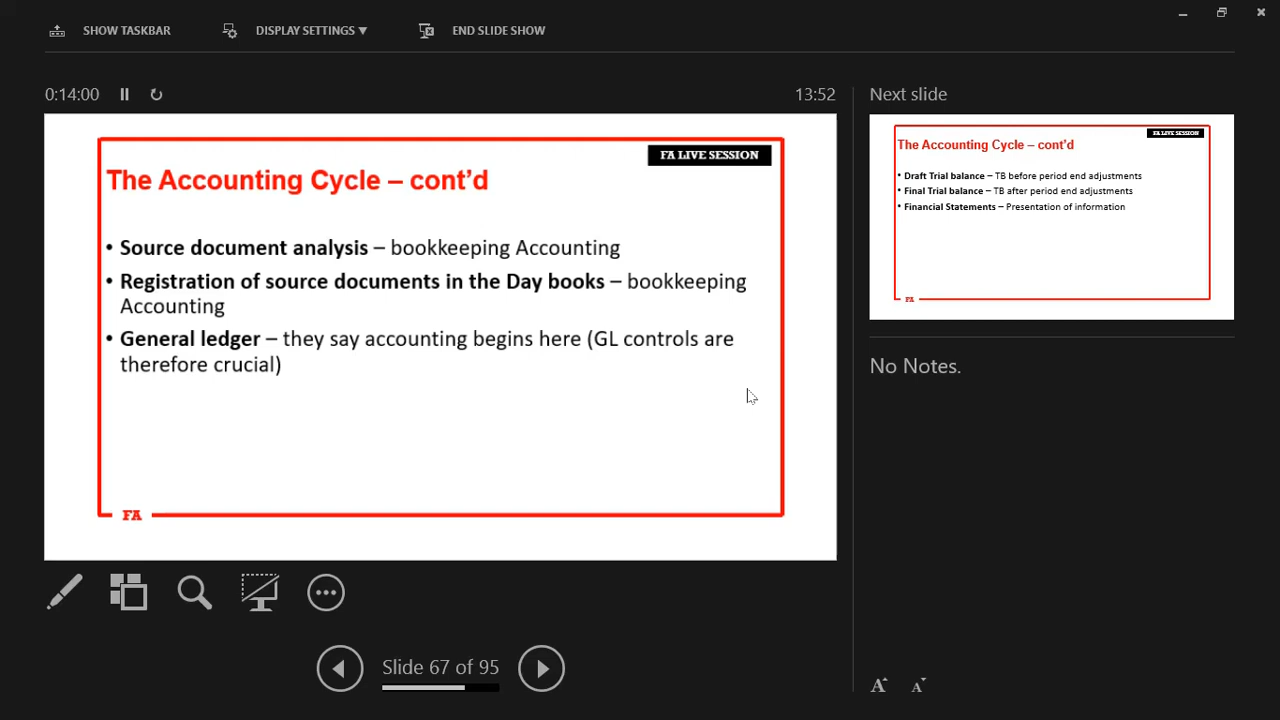 SHOW TASKBAR
DISPLAY SETTINGS ▼
END SLIDE SHOW
0:14:00
13:52
FA LIVE SESSION
The Accounting Cycle – cont’d
• Source document analysis – bookkeeping Accounting
• Registration of source documents in the Day books – bookkeeping
Accounting
• General ledger – they say accounting begins here (GL controls are
therefore crucial)
FA
Slide 67 of 95
Next slide
FA LIVE SESSION
The Accounting Cycle – cont’d
• Draft Trial balance – TB before period end adjustments
• Final Trial balance – TB after period end adjustments
• Financial Statements – Presentation of information
FA
No Notes.
A A